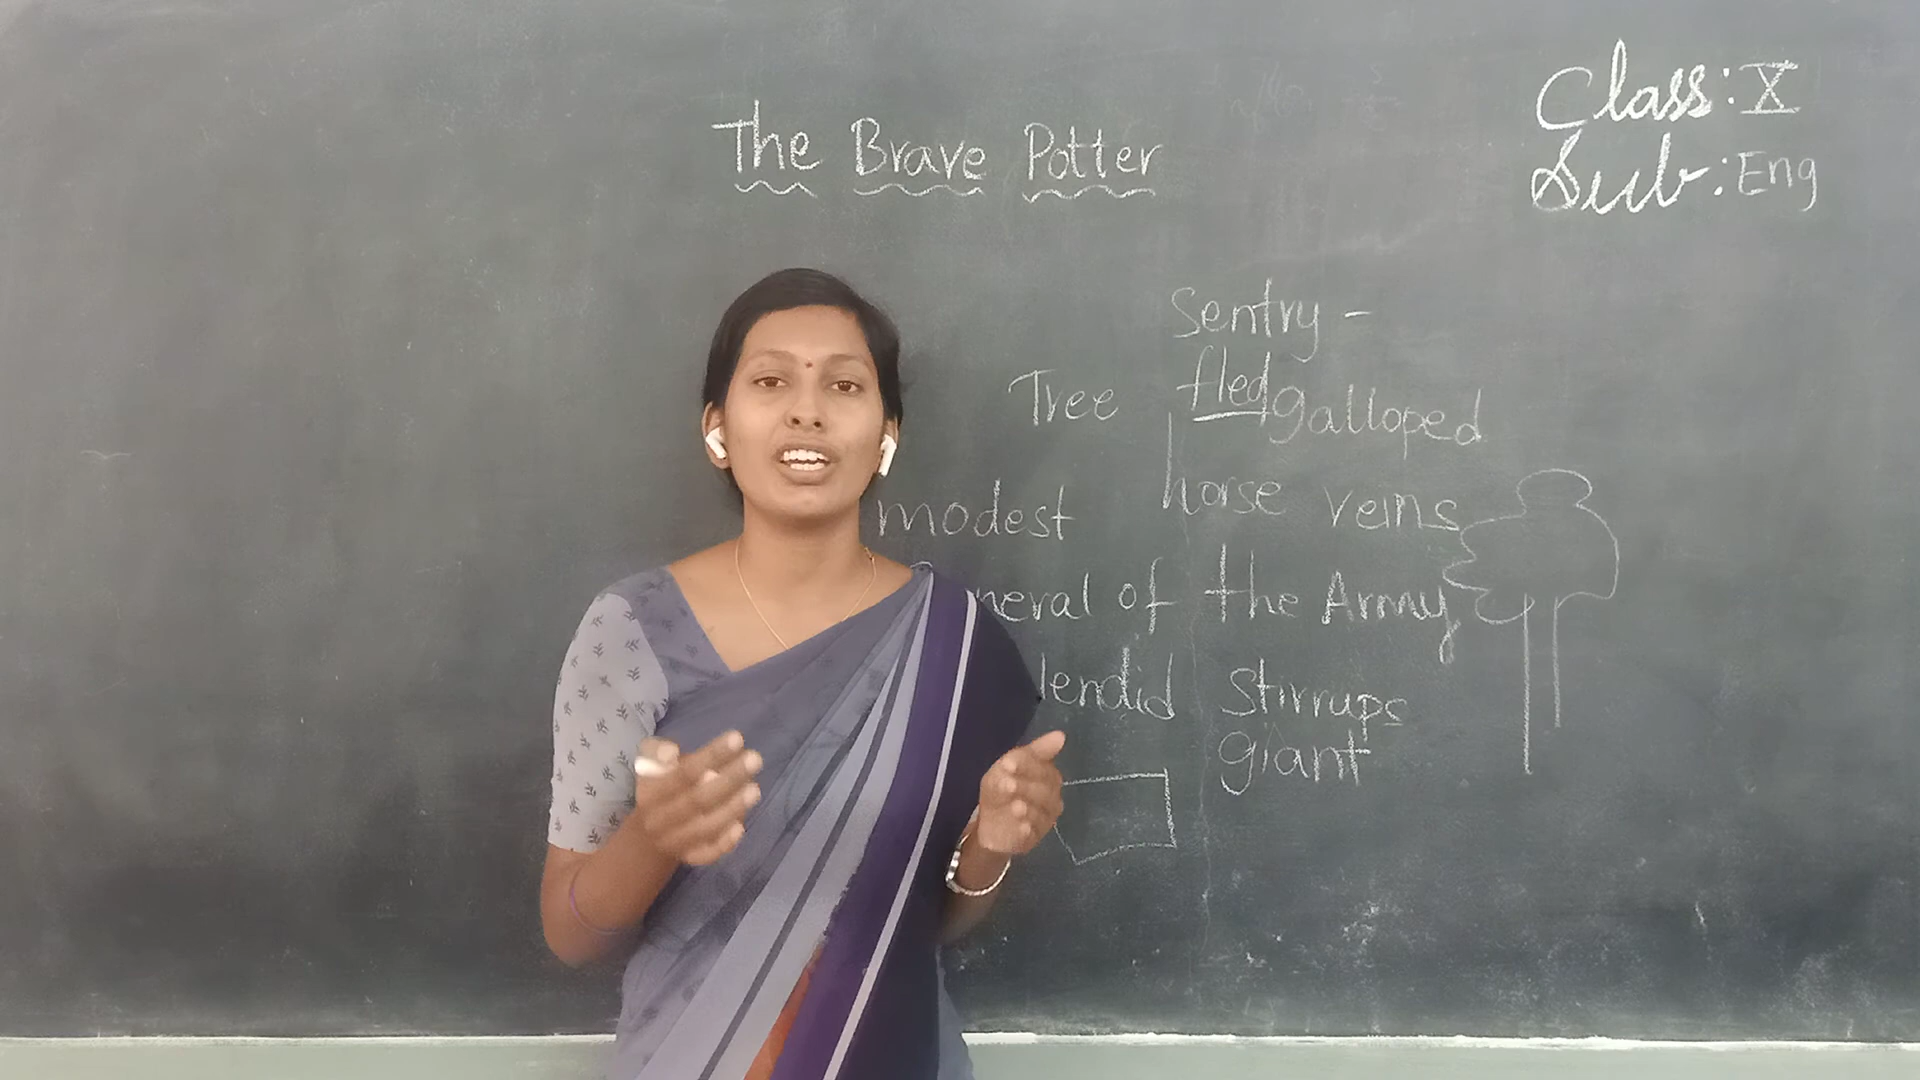 The Brave Potter
Class: X
Sub: Eng
Sentry -
Tree fled galloped
modest horse veins
neral of the Army
lendid Stirrups
giant